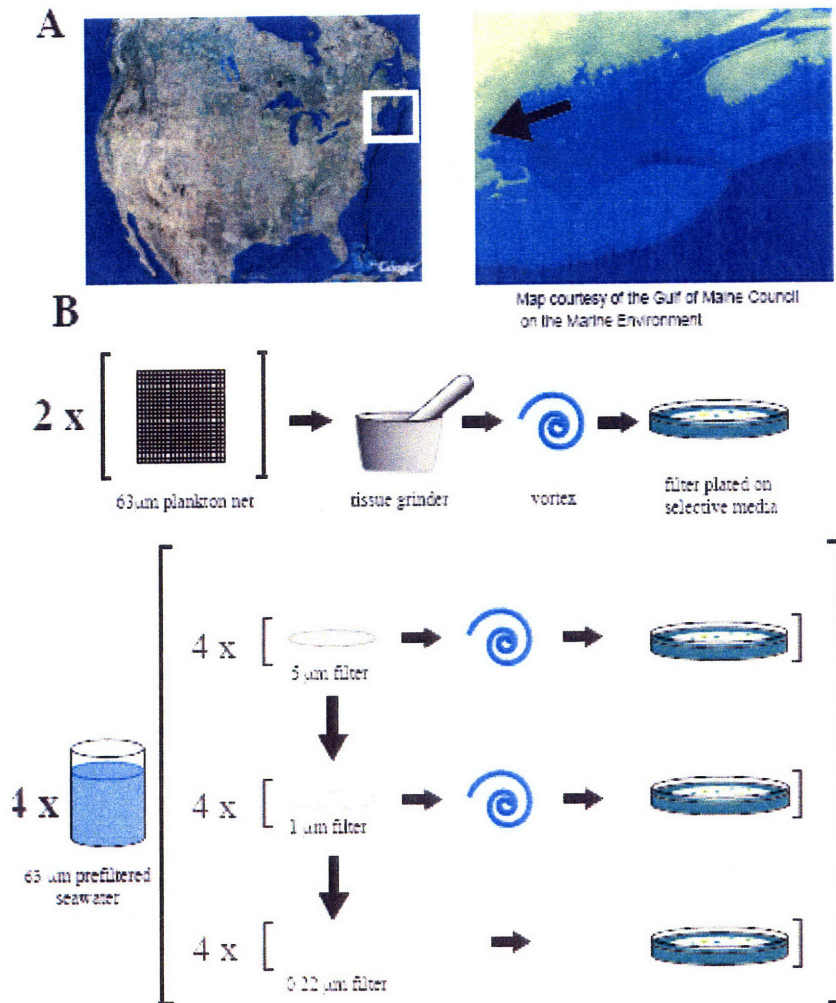 A
Google
Map courtesy of the Gulf of Maine Council
on the Marine Environment
B
2 x
63µm plankton net
tissue grinder
vortex
filter plated on
selective media
4 x
5 µm filter
4 x
4 x
1 µm filter
63 µm prefiltered
seawater
4 x
0.22 µm filter